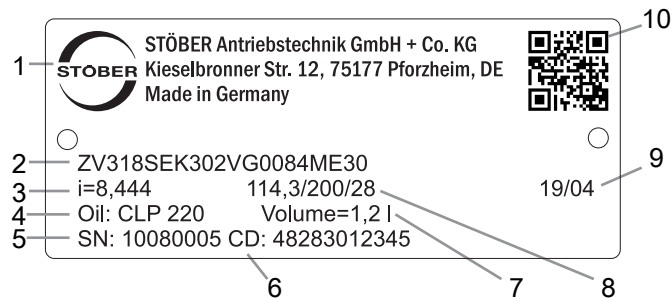 STÖBER Antriebstechnik GmbH + Co. KG
Kieselbronner Str. 12, 75177 Pforzheim, DE
Made in Germany
STÖBER
ZV318SEK302VG0084ME30
i=8,444 114,3/200/28 19/04
Oil: CLP 220 Volume=1,2 l
SN: 10080005 CD: 48283012345
1
2
3
4
5
6
7
8
9
10